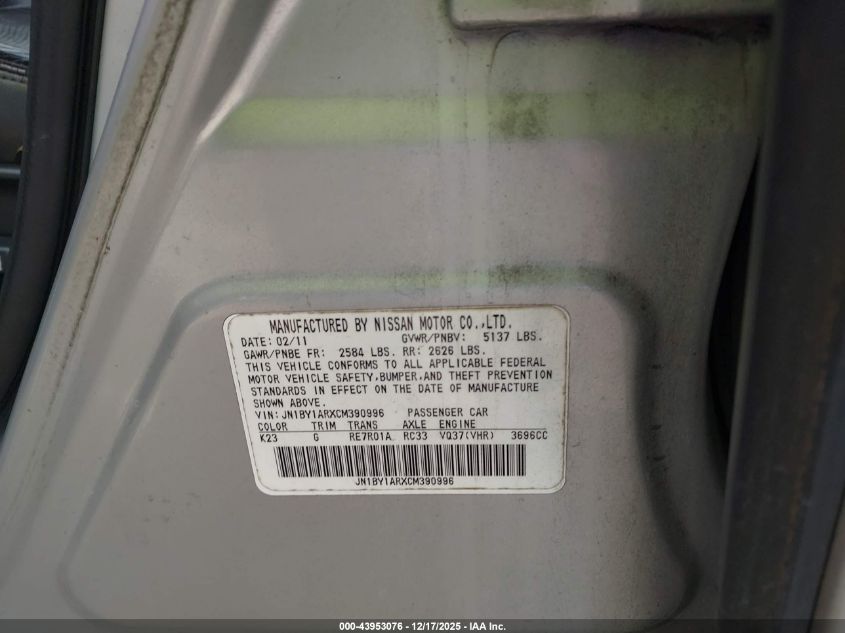 MANUFACTURED BY NISSAN MOTOR CO.,LTD.
DATE: 02/11 GVWR/PNBV: 5137 LBS.
GAWR/PNBE FR: 2584 LBS. RR: 2626 LBS.
THIS VEHICLE CONFORMS TO ALL APPLICABLE FEDERAL
MOTOR VEHICLE SAFETY,BUMPER,AND THEFT PREVENTION
STANDARDS IN EFFECT ON THE DATE OF MANUFACTURE
SHOWN ABOVE.
VIN: JN1BY1ARXCM390996 PASSENGER CAR
COLOR TRIM TRANS AXLE ENGINE
K23 G RE7R01A RC33 VQ37(VHR) 3696CC
JN1BY1ARXCM390996
000-43953076 - 12/17/2025 - IAA Inc.